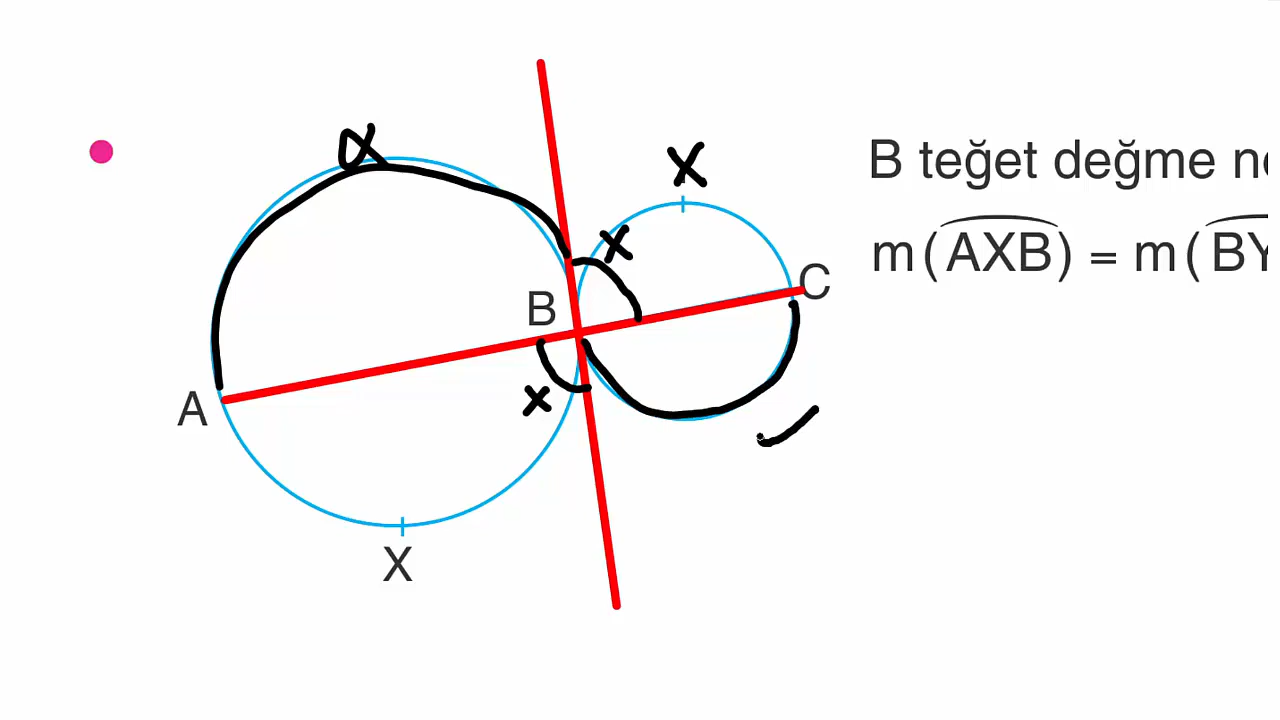 α
X
B teğet değme
X
m(AXB) = m(BY
C
B
x
A
X